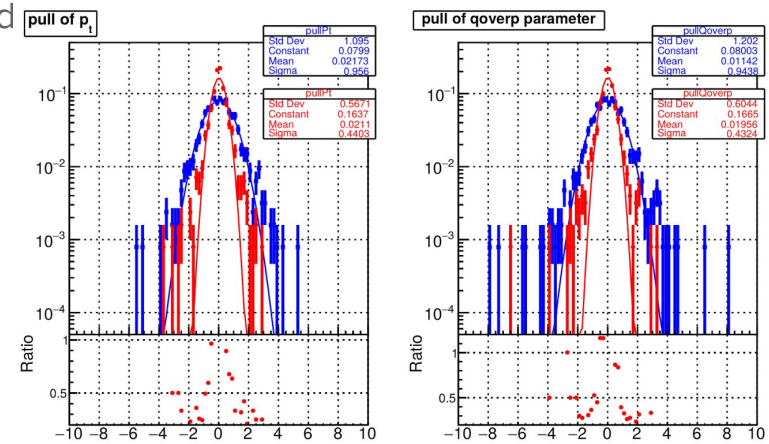 d
pull of pt
pullPt
Std Dev 1.095
Constant 0.0799
Mean 0.02173
Sigma 0.956
pullPt
Std Dev 0.5671
Constant 0.1637
Mean 0.0211
Sigma 0.4403
10−1
10−2
10−3
10−4
Ratio
1
0.5
−10 −8 −6 −4 −2 0 2 4 6 8 10
pull of qoverp parameter
pullQoverp
Std Dev 1.202
Constant 0.08003
Mean 0.01142
Sigma 0.9438
pullQoverp
Std Dev 0.6044
Constant 0.1665
Mean 0.01956
Sigma 0.4324
10−1
10−2
10−3
10−4
Ratio
1
0.5
−10 −8 −6 −4 −2 0 2 4 6 8 10